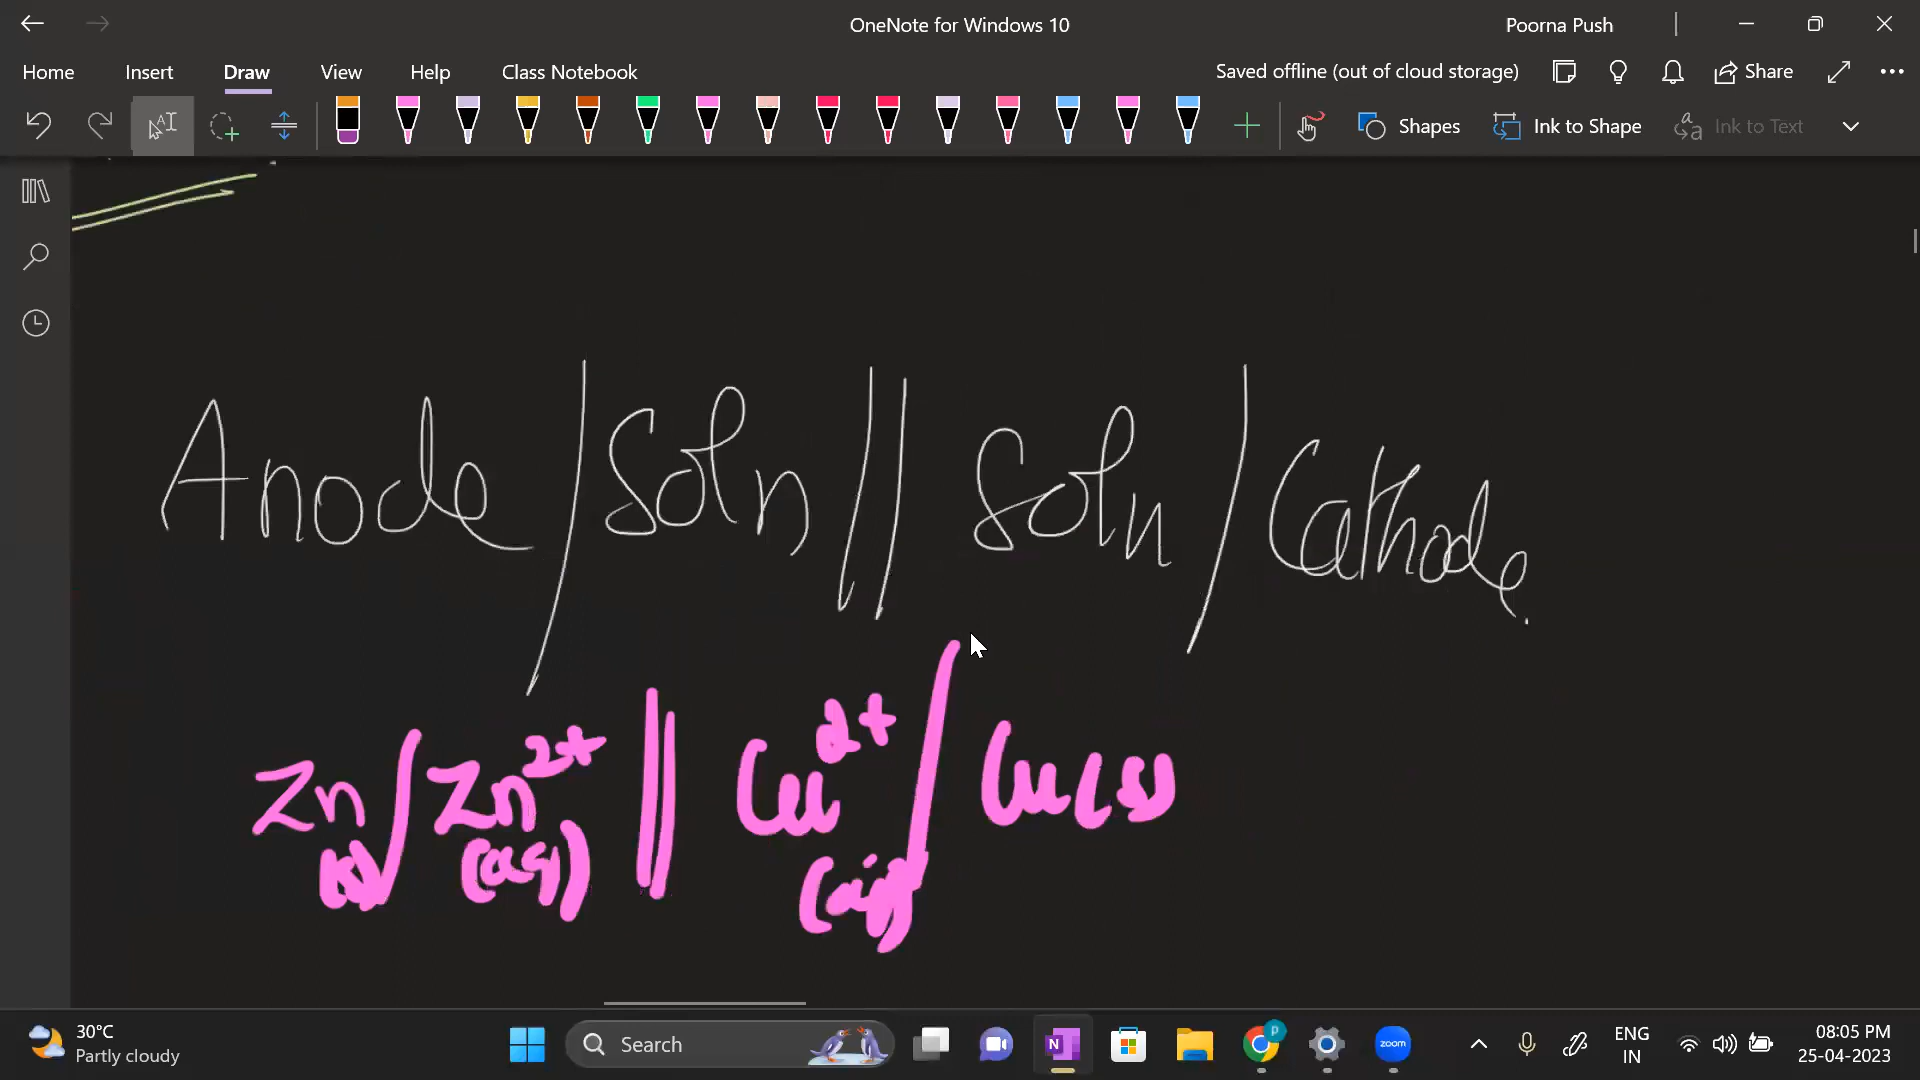 OneNote for Windows 10
Poorna Push
Home Insert Draw View Help Class Notebook
Saved offline (out of cloud storage)
Share
Shapes
Ink to Shape
Ink to Text
Anode / Soln // Soln / Cathode.
Zn(s) / Zn²⁺(aq) || Cu²⁺(aq) / Cu(s)
30°C
Partly cloudy
Search
zoom
ENG
IN
08:05 PM
25-04-2023